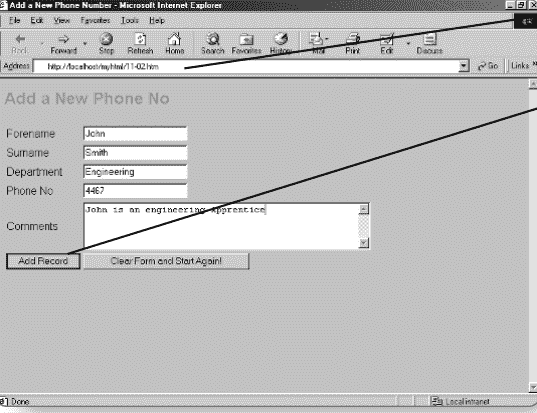 Add a New Phone Number - Microsoft Internet Explorer
File Edit View Favorites Tools Help
Back Forward Stop Refresh Home Search Favorites History Mail Print Edit Discuss
Address http://localhost/myhtml/11-02.htm Go Links »
Add a New Phone No
Forename John
Surname Smith
Department Engineering
Phone No 4467
Comments John is an engineering apprentice
Add Record Clear Form and Start Again!
Done Local intranet